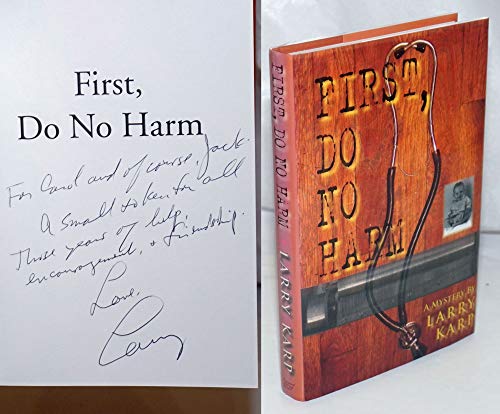 First,
Do No Harm
For Carol and of course, Jack.
A small token for all
those years of help,
encouragement, & friendship.
Love,
Larry
FIRST, DO NO HARM
LARRY KARP
FIRST,
DO
NO
HARM
A MYSTERY BY
LARRY
KARP